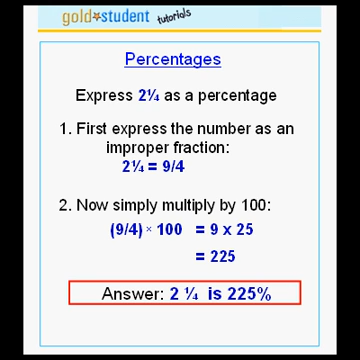 gold★student tutorials
Percentages
Express 2¼ as a percentage
1. First express the number as an
improper fraction:
2¼ = 9/4
2. Now simply multiply by 100:
(9/4) × 100 = 9 x 25
= 225
Answer: 2 ¼ is 225%